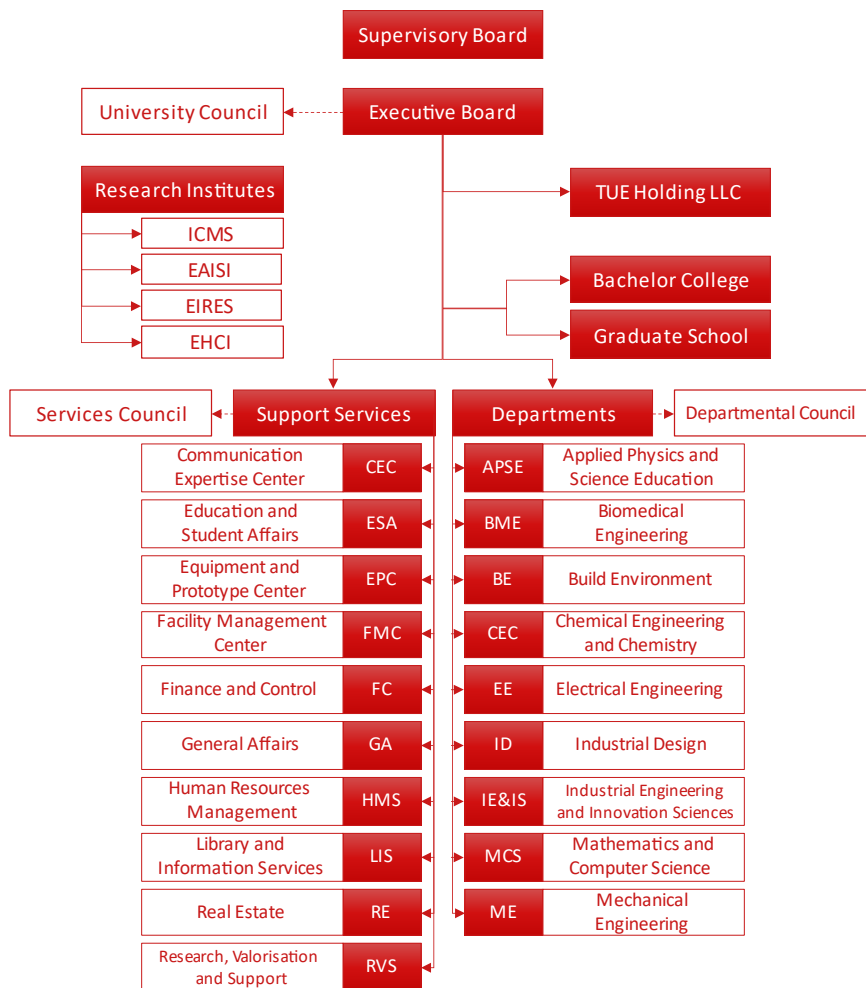 Supervisory Board
University Council
Executive Board
Research Institutes
TUE Holding LLC
ICMS
EAISI
Bachelor College
EIRES
Graduate School
EHCI
Services Council
Support Services
Departments
Departmental Council
Communication
Expertise Center
CEC
APSE
Applied Physics and
Science Education
Education and
Student Affairs
ESA
BME
Biomedical
Engineering
Equipment and
Prototype Center
EPC
BE
Build Environment
Facility Management
Center
FMC
CEC
Chemical Engineering
and Chemistry
Finance and Control
FC
EE
Electrical Engineering
General Affairs
GA
ID
Industrial Design
Human Resources
Management
HMS
IE&IS
Industrial Engineering
and Innovation Sciences
Library and
Information Services
LIS
MCS
Mathematics and
Computer Science
Real Estate
RE
ME
Mechanical
Engineering
Research, Valorisation
and Support
RVS